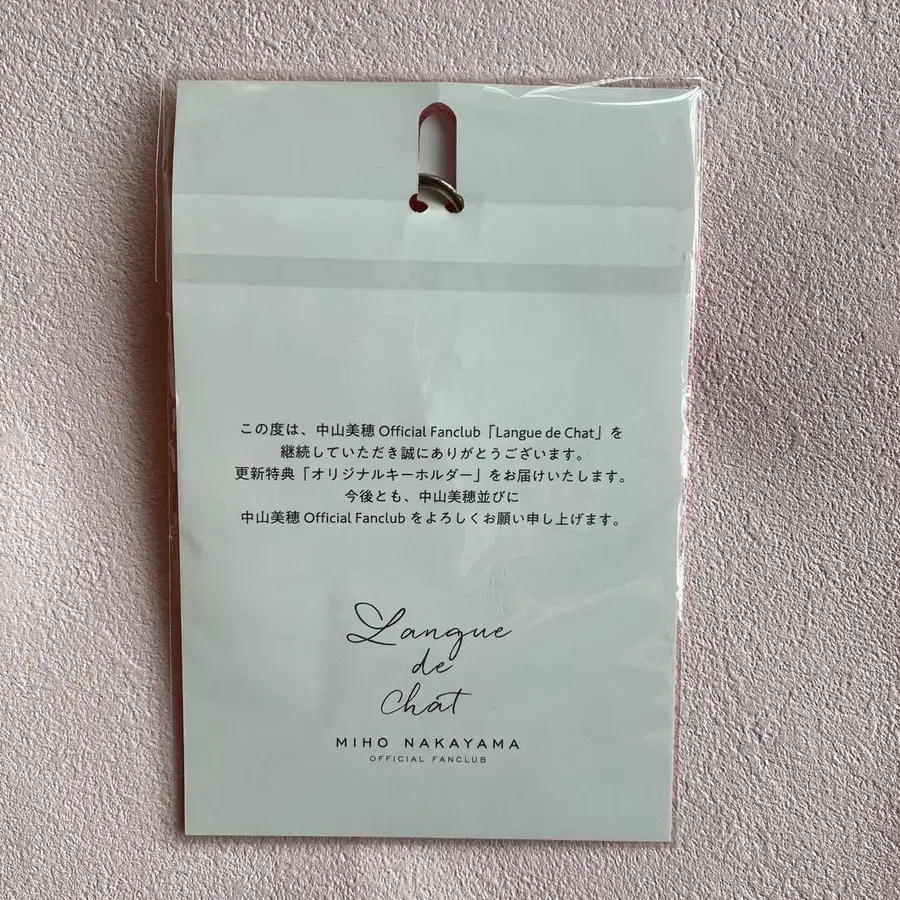 この度は、中山美穂 Official Fanclub「Langue de Chat」を
継続していただき誠にありがとうございます。
更新特典「オリジナルキーホルダー」をお届けいたします。
今後とも、中山美穂並びに
中山美穂 Official Fanclub をよろしくお願い申し上げます。
Langue
de
Chat
MIHO NAKAYAMA
OFFICIAL FANCLUB